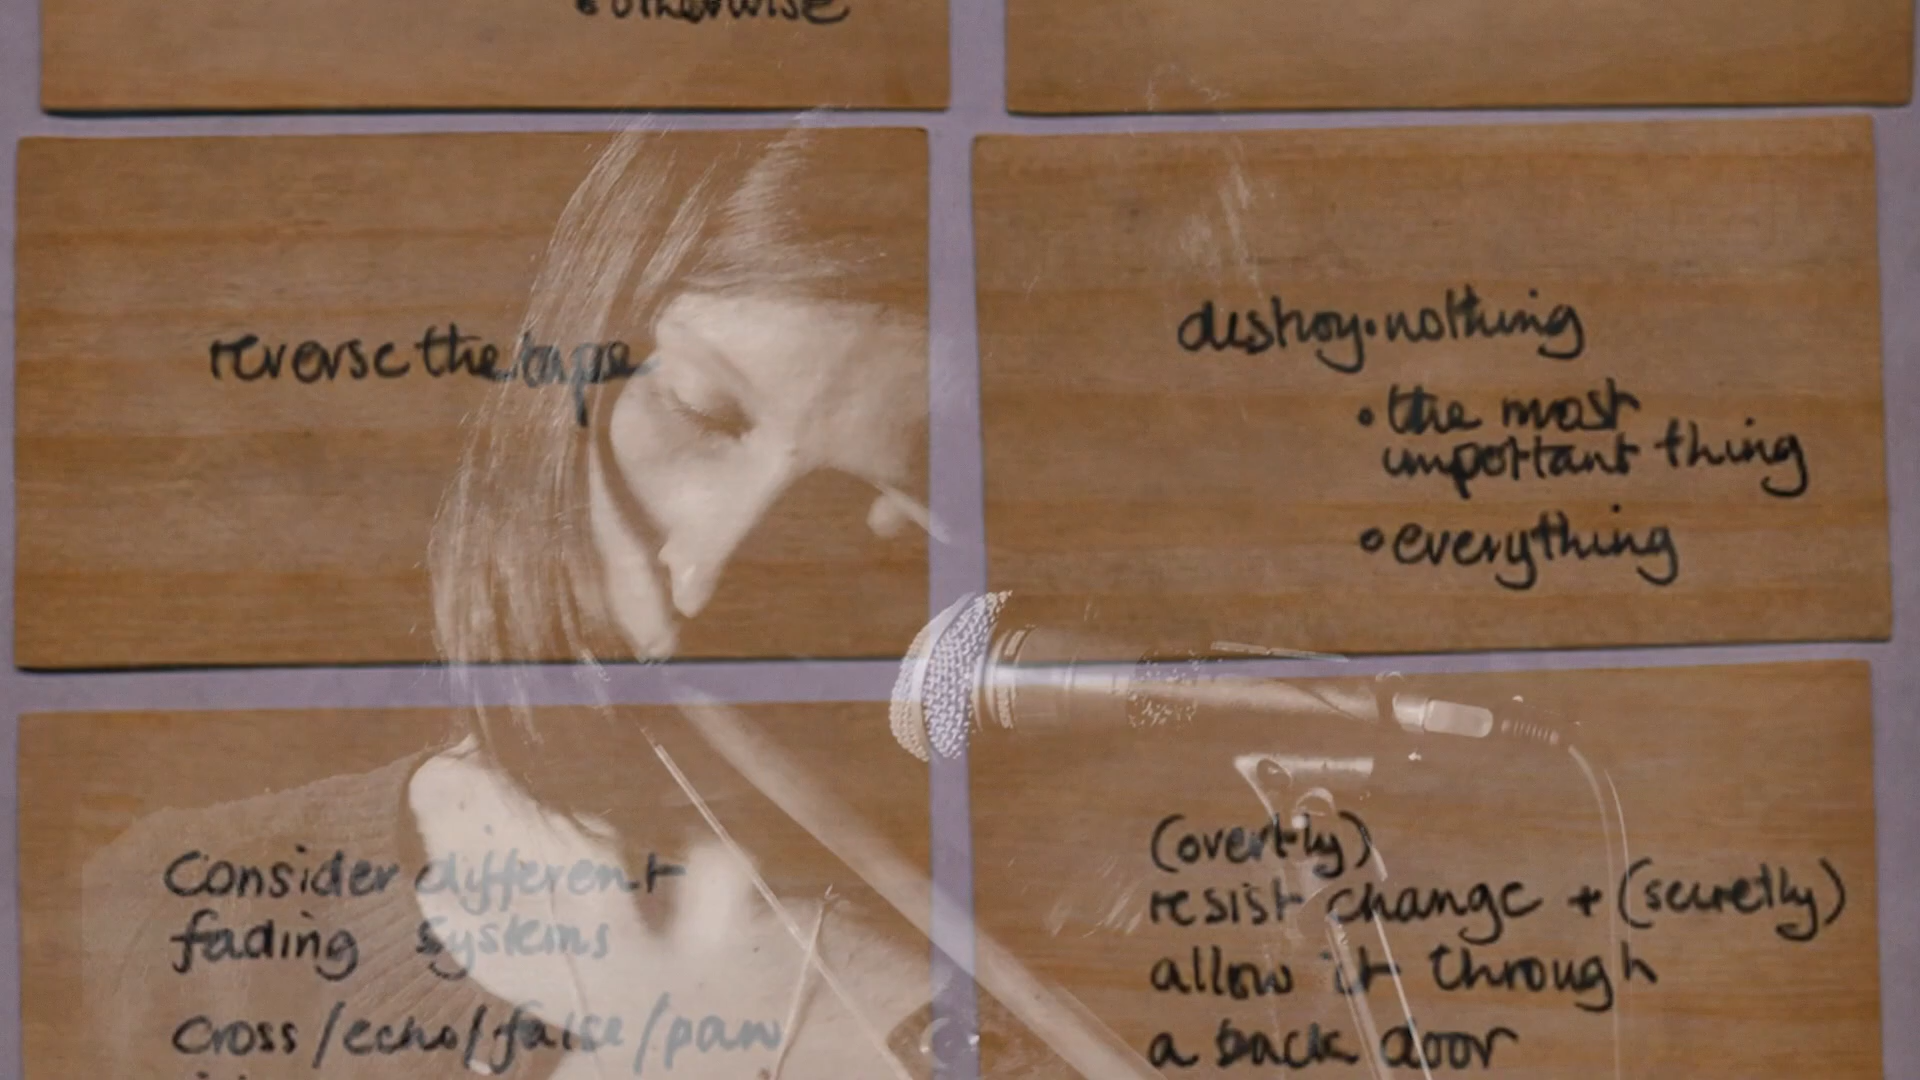 • otherwise
reverse the tape
destroy • nothing
• the most
important thing
• everything
Consider different
fading systems
cross/echo/false/pan
(overtly)
resist change + (secretly)
allow it through
a back door